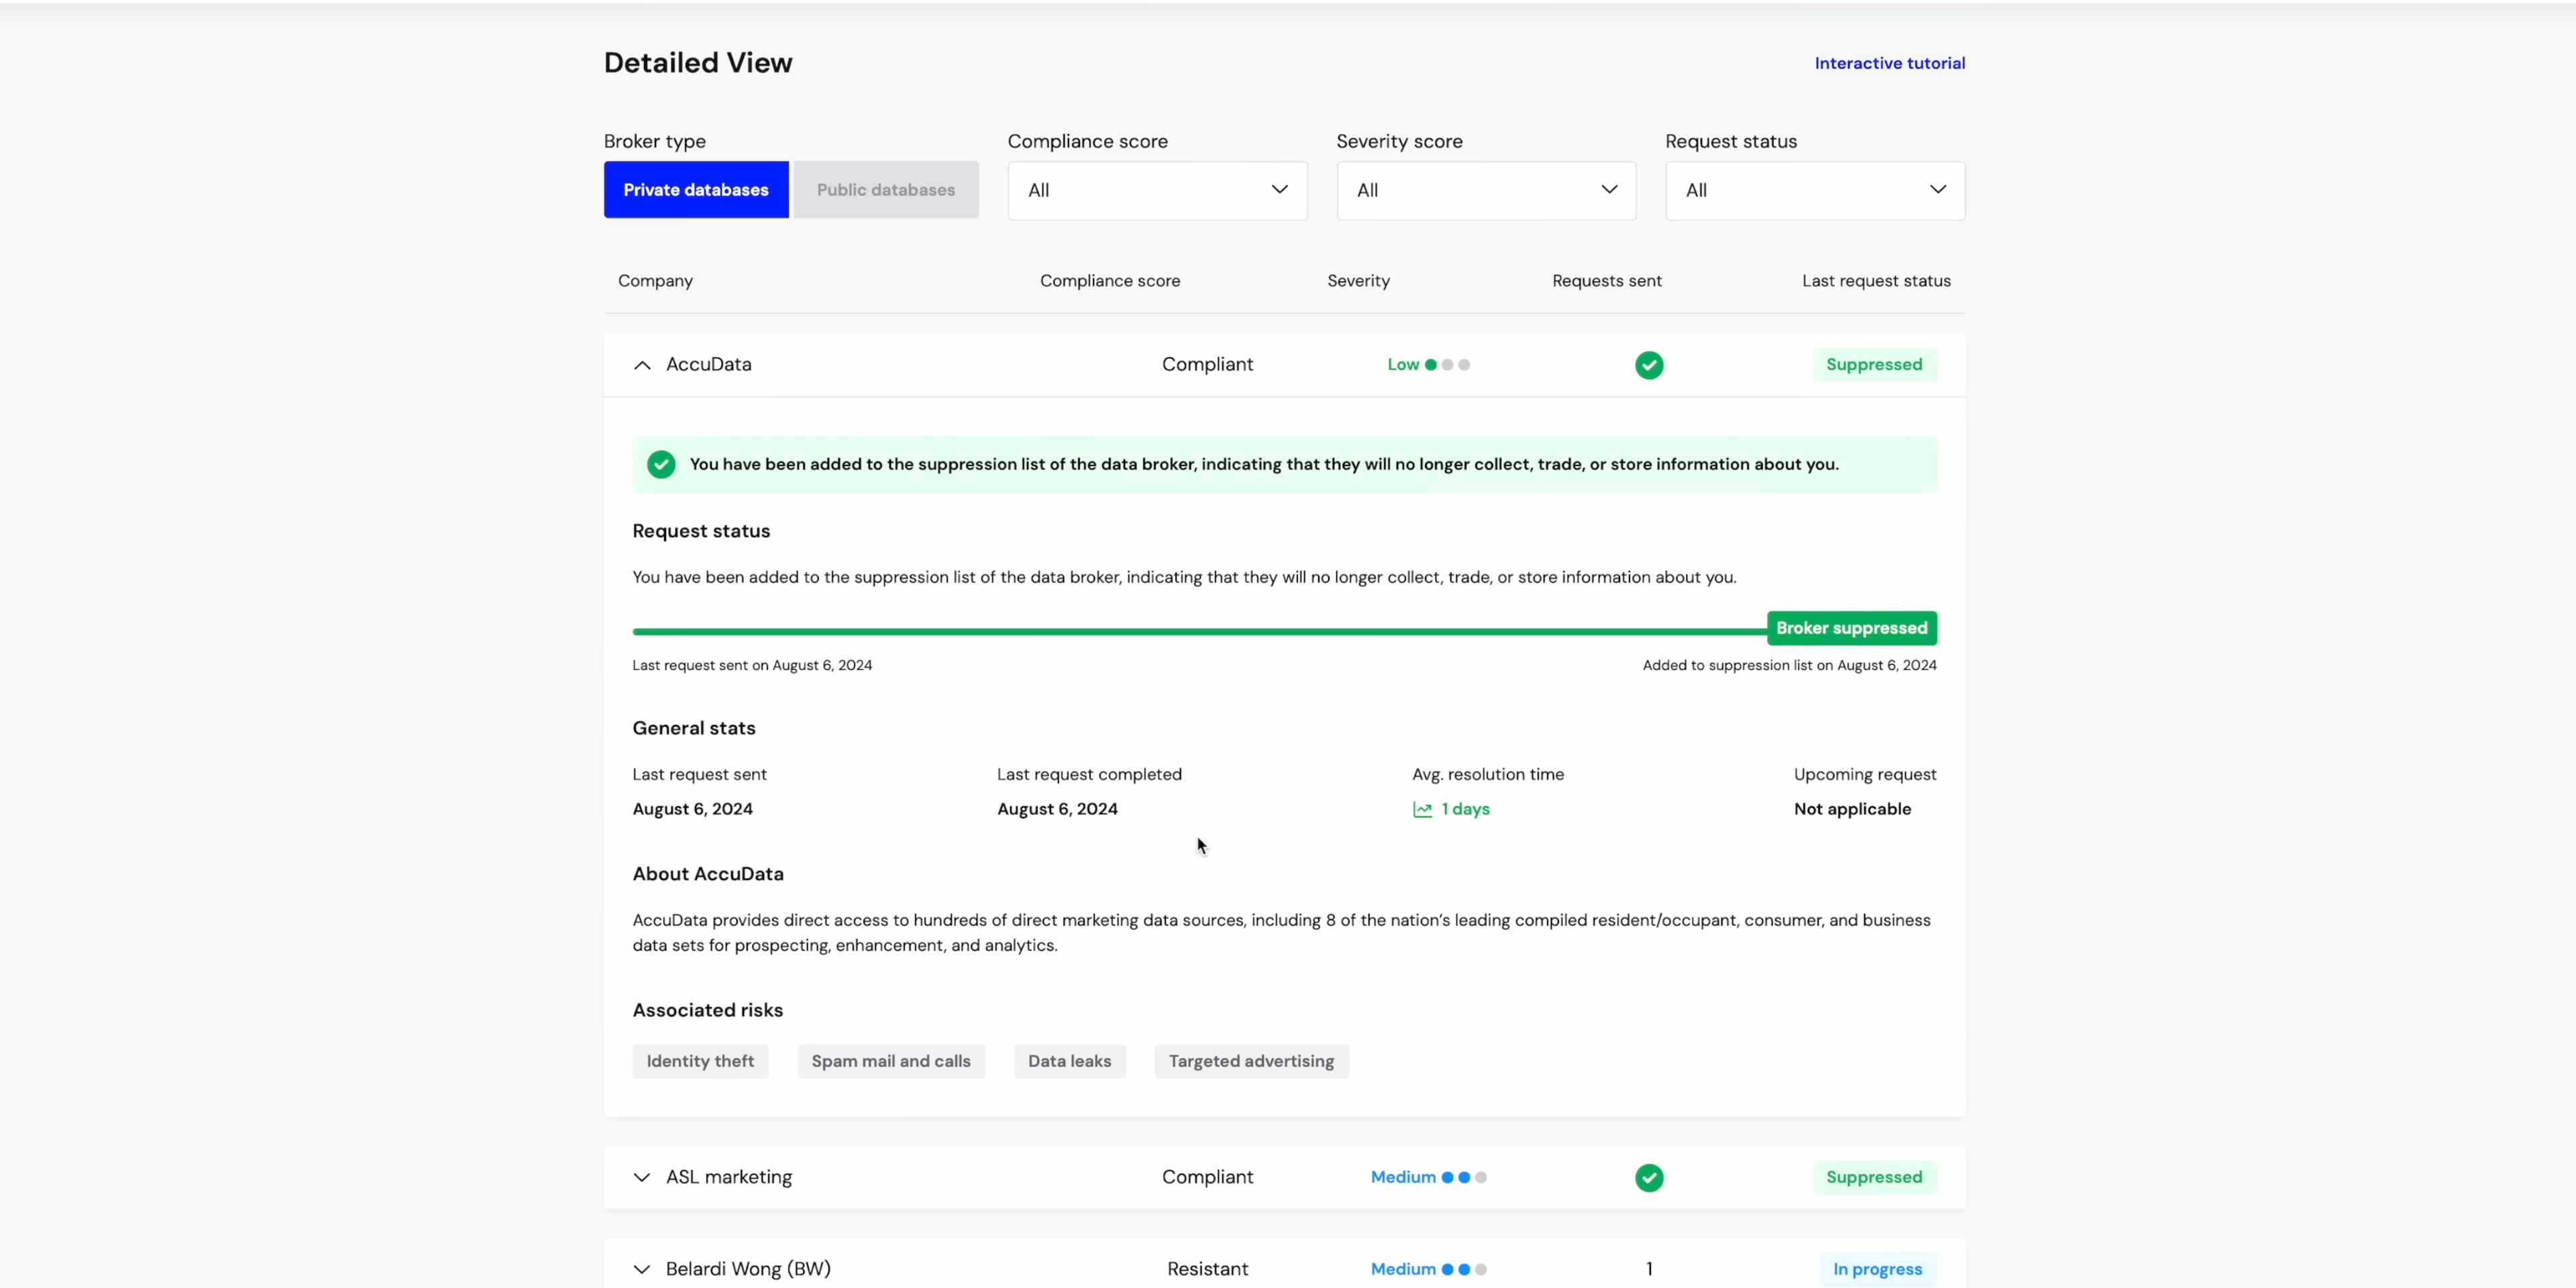 Detailed View
Interactive tutorial
Broker type
Compliance score
Severity score
Request status
Private databases
Public databases
All
All
All
Company
Compliance score
Severity
Requests sent
Last request status
AccuData
Compliant
Low
Suppressed
You have been added to the suppression list of the data broker, indicating that they will no longer collect, trade, or store information about you.
Request status
You have been added to the suppression list of the data broker, indicating that they will no longer collect, trade, or store information about you.
Broker suppressed
Last request sent on August 6, 2024
Added to suppression list on August 6, 2024
General stats
Last request sent
Last request completed
Avg. resolution time
Upcoming request
August 6, 2024
August 6, 2024
1 days
Not applicable
About AccuData
AccuData provides direct access to hundreds of direct marketing data sources, including 8 of the nation's leading compiled resident/occupant, consumer, and business
data sets for prospecting, enhancement, and analytics.
Associated risks
Identity theft
Spam mail and calls
Data leaks
Targeted advertising
ASL marketing
Compliant
Medium
Suppressed
Belardi Wong (BW)
Resistant
Medium
1
In progress